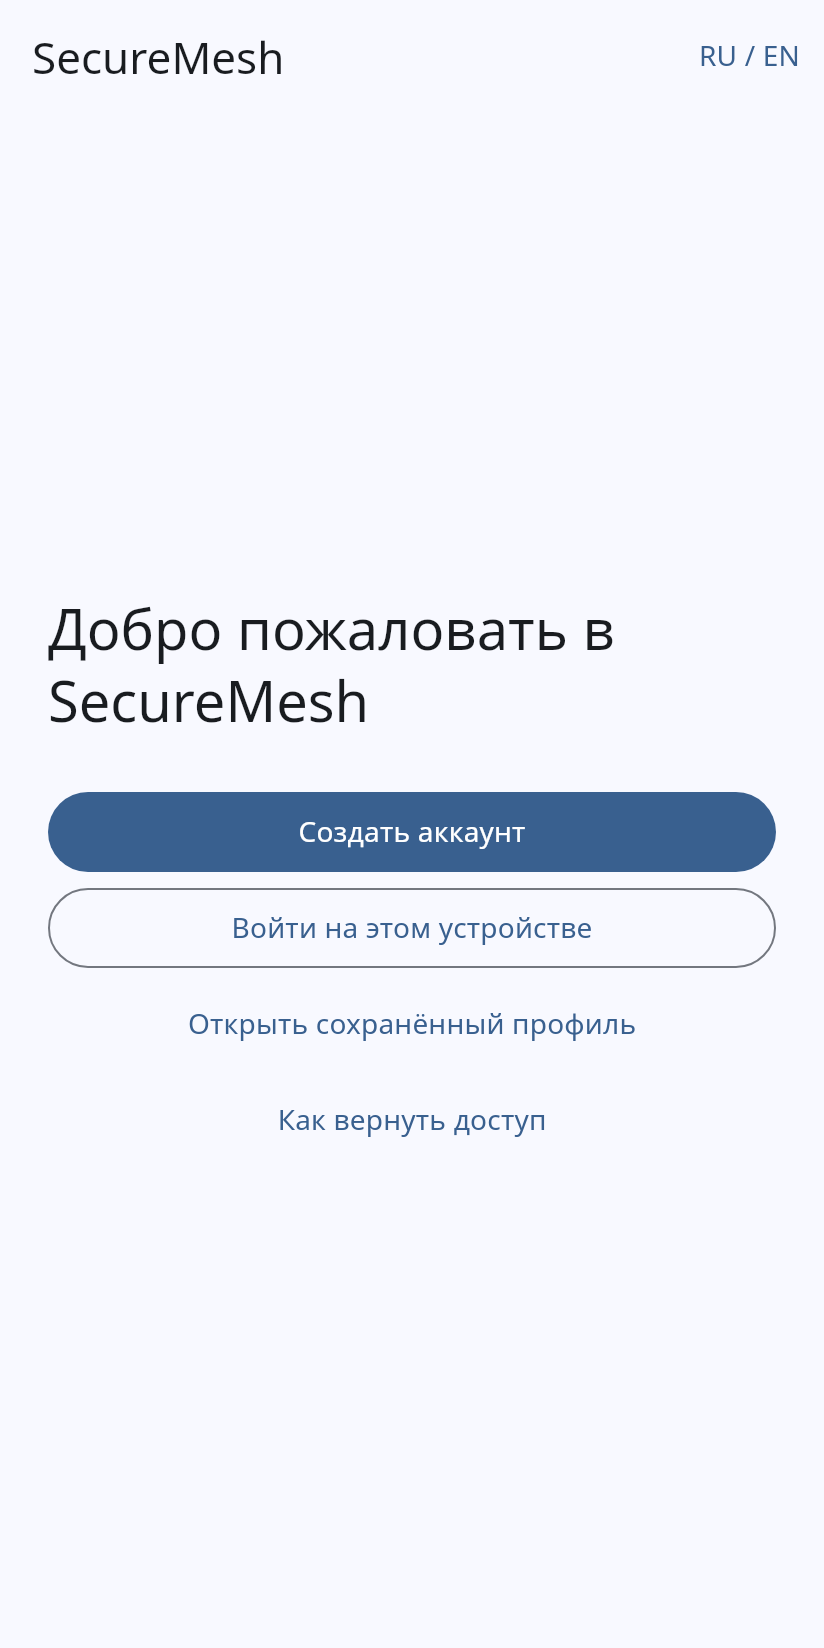 SecureMesh
RU / EN
Добро пожаловать в
SecureMesh
Создать аккаунт
Войти на этом устройстве
Открыть сохранённый профиль
Как вернуть доступ